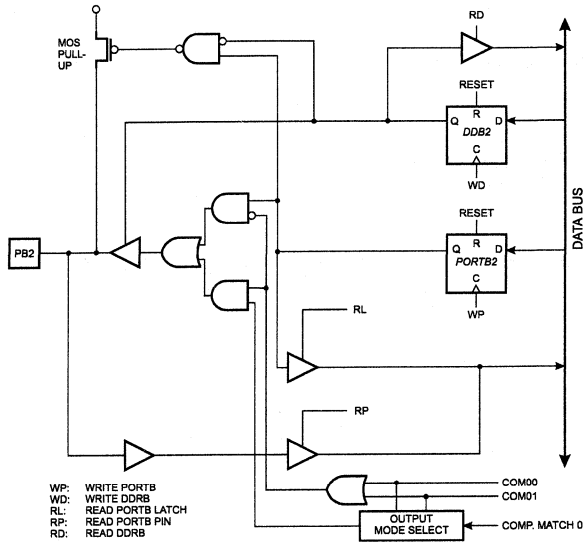 RD
MOS
PULL-
UP
RESET
R
Q
D
DDB2
C
WD
DATA BUS
RESET
R
Q
D
PORTB2
C
WP
PB2
RL
RP
WP: WRITE PORTB
WD: WRITE DDRB
RL: READ PORTB LATCH
RP: READ PORTB PIN
RD: READ DDRB
COM00
COM01
OUTPUT
MODE SELECT
COMP. MATCH 0